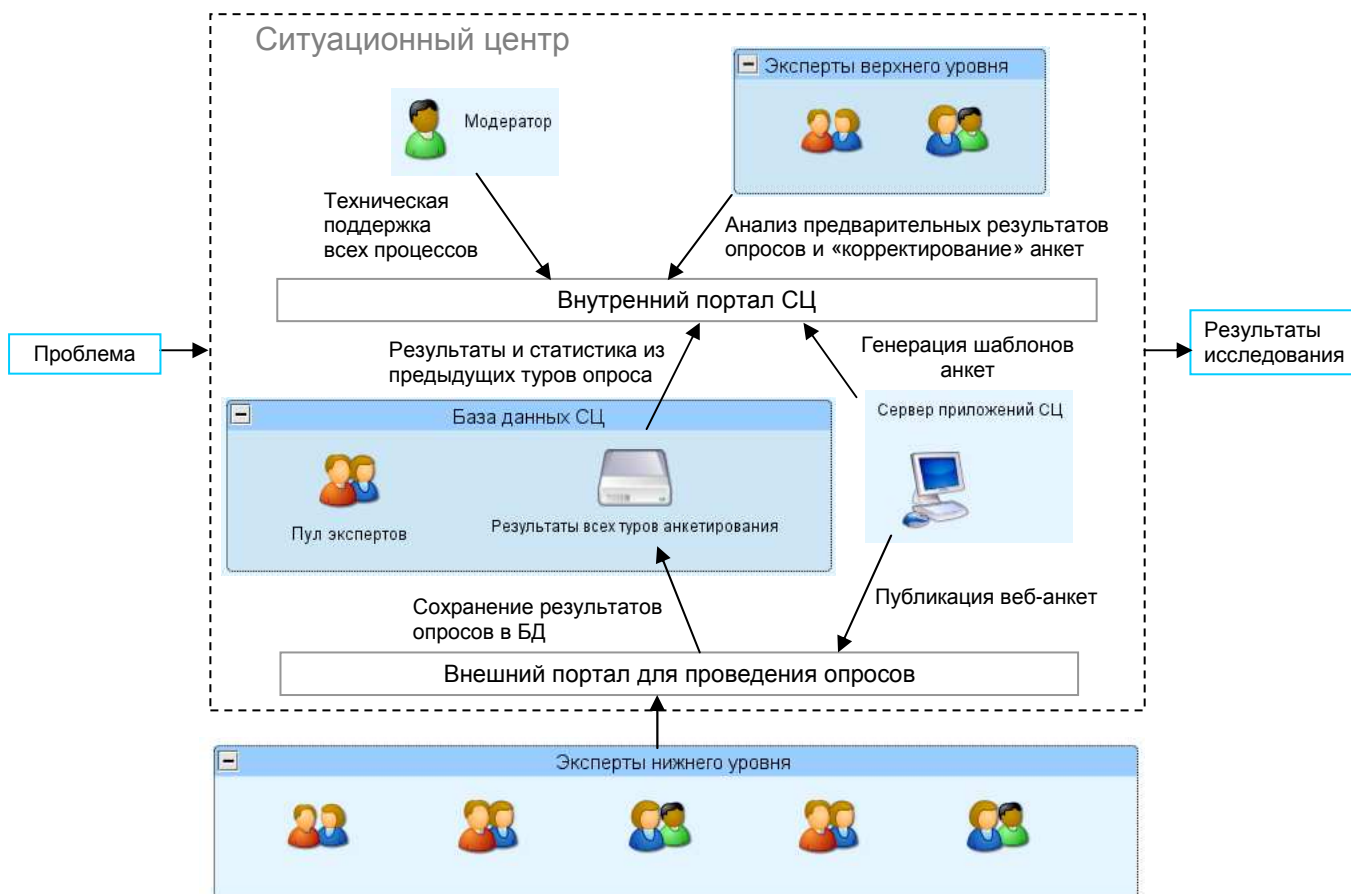 Ситуационный центр
Эксперты верхнего уровня
Модератор
Техническая
поддержка
всех процессов
Анализ предварительных результатов
опросов и «корректирование» анкет
Внутренний портал СЦ
Проблема
Результаты
исследования
Результаты и статистика из
предыдущих туров опроса
Генерация шаблонов
анкет
База данных СЦ
Сервер приложений СЦ
Пул экспертов
Результаты всех туров анкетирования
Сохранение результатов
опросов в БД
Публикация веб-анкет
Внешний портал для проведения опросов
Эксперты нижнего уровня